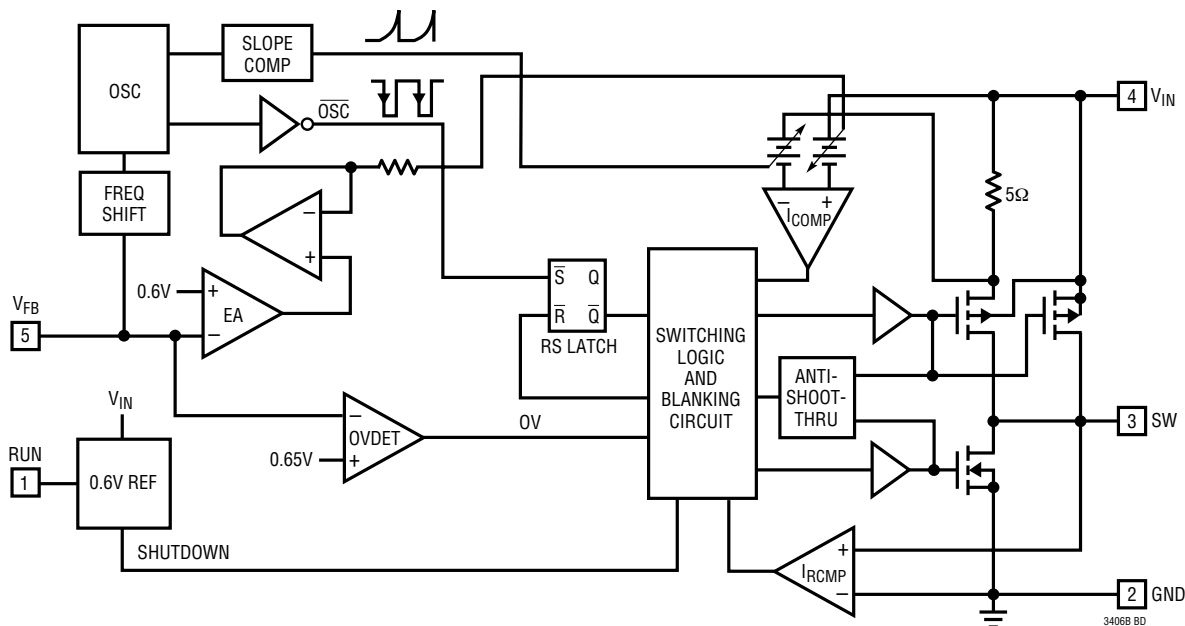 OSC
SLOPE
COMP
OSC
FREQ
SHIFT
–
+
0.6V
+
EA
–
VFB
5
VIN
RUN
1
0.6V REF
SHUTDOWN
–
OVDET
0.65V
+
OV
S Q
R Q
RS LATCH
SWITCHING
LOGIC
AND
BLANKING
CIRCUIT
– +
ICOMP
4 VIN
5Ω
ANTI-
SHOOT-
THRU
3 SW
+
IRCMP
–
2 GND
3406B BD